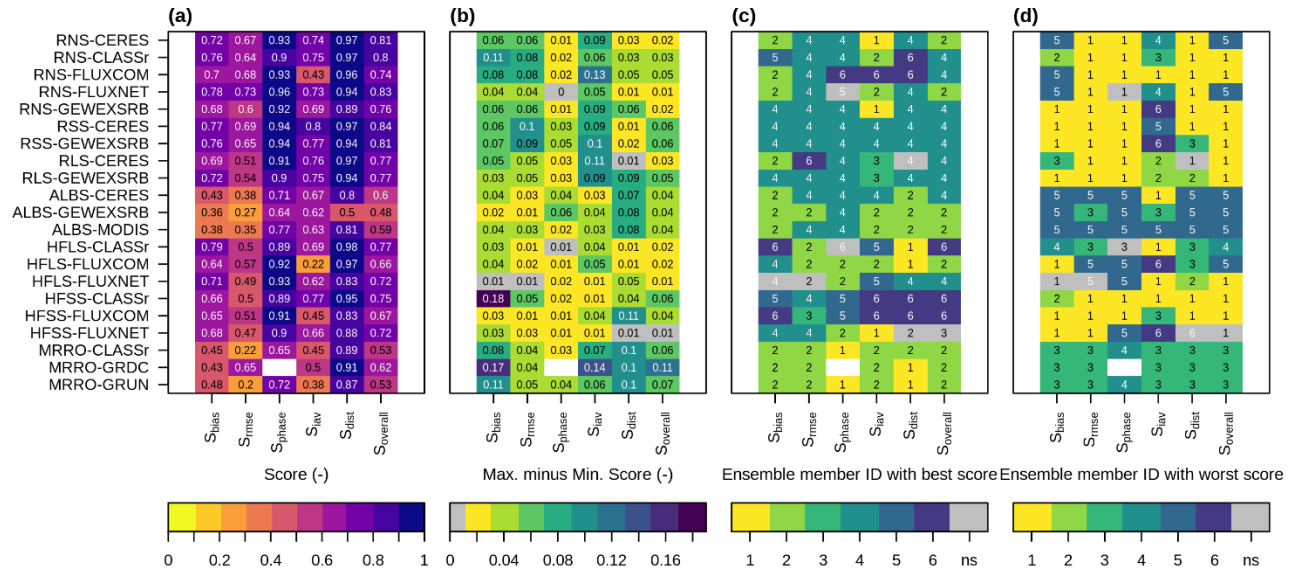 (a) (b) (c) (d)
RNS-CERES 0.72 0.67 0.93 0.74 0.97 0.81 0.06 0.06 0.01 0.09 0.03 0.02 2 4 4 1 4 2 5 1 1 4 1 5
RNS-CLASSr 0.76 0.64 0.9 0.75 0.97 0.8 0.11 0.08 0.02 0.06 0.02 0.04 5 4 4 2 6 4 2 1 1 3 1 1
RNS-FLUXCOM 0.7 0.68 0.93 0.43 0.96 0.74 0.08 0.08 0.02 0.13 0.05 0.05 2 4 6 6 6 4 5 1 1 1 1 1
RNS-FLUXNET 0.78 0.73 0.96 0.73 0.94 0.83 0.04 0.04 0 0.05 0.01 0.01 2 4 5 2 4 2 5 1 1 4 1 5
RNS-GEWEXSRB 0.68 0.6 0.92 0.69 0.89 0.76 0.06 0.06 0.01 0.09 0.06 0.02 4 4 4 1 4 4 1 1 1 6 1 1
RSS-CERES 0.77 0.69 0.94 0.8 0.97 0.84 0.06 0.1 0.03 0.09 0.01 0.06 4 4 4 4 4 4 1 1 1 5 1 1
RSS-GEWEXSRB 0.76 0.65 0.94 0.77 0.94 0.81 0.07 0.09 0.05 0.1 0.02 0.06 4 4 4 4 4 4 1 1 1 6 3 1
RLS-CERES 0.69 0.51 0.91 0.76 0.97 0.77 0.05 0.05 0.03 0.11 0.01 0.03 2 6 4 3 4 4 3 1 1 2 1 1
RLS-GEWEXSRB 0.72 0.54 0.9 0.75 0.94 0.77 0.04 0.05 0.03 0.09 0.09 0.05 4 4 4 3 4 4 1 1 1 2 2 1
ALBS-CERES 0.43 0.38 0.71 0.67 0.8 0.6 0.04 0.03 0.04 0.03 0.07 0.04 4 4 4 4 2 4 5 5 5 1 5 5
ALBS-GEWEXSRB 0.36 0.27 0.64 0.62 0.5 0.48 0.02 0.01 0.06 0.04 0.08 0.04 2 2 4 2 2 2 5 3 5 3 5 5
ALBS-MODIS 0.38 0.35 0.77 0.63 0.81 0.59 0.04 0.03 0.02 0.03 0.08 0.04 2 2 4 2 2 2 5 5 5 5 5 5
HFLS-CLASSr 0.79 0.5 0.89 0.69 0.98 0.77 0.03 0.01 0.01 0.04 0.01 0.02 6 2 6 5 1 6 4 3 3 1 3 4
HFLS-FLUXCOM 0.64 0.57 0.92 0.22 0.97 0.66 0.04 0.02 0.01 0.05 0.01 0.02 4 2 2 2 1 2 1 5 5 6 3 5
HFLS-FLUXNET 0.71 0.49 0.93 0.62 0.83 0.72 0.01 0.01 0.02 0.04 0.05 0.01 4 2 2 5 4 4 1 5 5 1 2 1
HFSS-CLASSr 0.66 0.5 0.89 0.77 0.95 0.75 0.18 0.05 0.02 0.01 0.04 0.06 5 4 5 6 6 6 2 1 1 1 1 1
HFSS-FLUXCOM 0.65 0.51 0.91 0.45 0.83 0.67 0.03 0.03 0.01 0.03 0.11 0.04 6 3 5 6 6 6 1 1 1 3 1 1
HFSS-FLUXNET 0.68 0.47 0.9 0.66 0.88 0.72 0.03 0.03 0.01 0.01 0.01 0.01 4 4 2 1 2 3 1 1 5 6 6 1
MRRO-CLASSr 0.45 0.22 0.65 0.45 0.89 0.53 0.08 0.04 0.03 0.07 0.1 0.06 2 2 1 2 2 2 3 3 4 3 3 3
MRRO-GRDC 0.43 0.65 0.5 0.91 0.62 0.17 0.04 0.14 0.05 0.11 2 2 2 1 2 3 3 3 3 3
MRRO-GRUN 0.48 0.2 0.72 0.38 0.87 0.53 0.11 0.05 0.04 0.06 0.1 0.07 2 2 1 2 1 2 3 3 4 3 3 3
Sbias Srmse Sphase Siav Sdist Soverall Sbias Srmse Sphase Siav Sdist Soverall Sbias Srmse Sphase Siav Sdist Soverall Sbias Srmse Sphase Siav Sdist Soverall
Score (-) Max. minus Min. Score (-) Ensemble member ID with best score Ensemble member ID with worst score
0 0.2 0.4 0.6 0.8 1 0 0.04 0.08 0.12 0.16 1 2 3 4 5 6 ns 1 2 3 4 5 6 ns